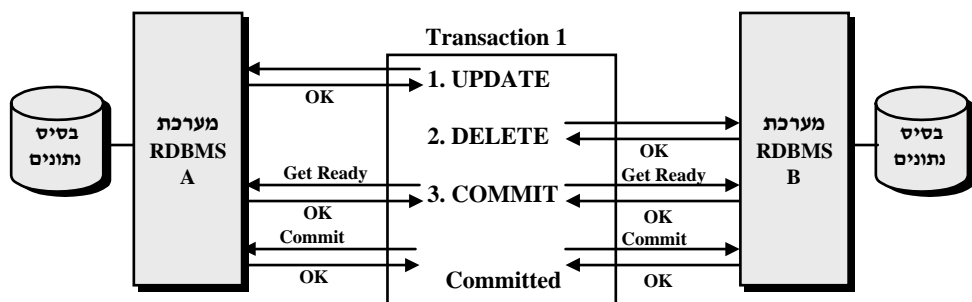 Transaction 1
1. UPDATE
OK
2. DELETE
OK
Get Ready
3. COMMIT
Get Ready
OK
OK
Commit
Commit
OK
Committed
OK
בסיס
נתונים
מערכת
RDBMS
A
מערכת
RDBMS
B
בסיס
נתונים